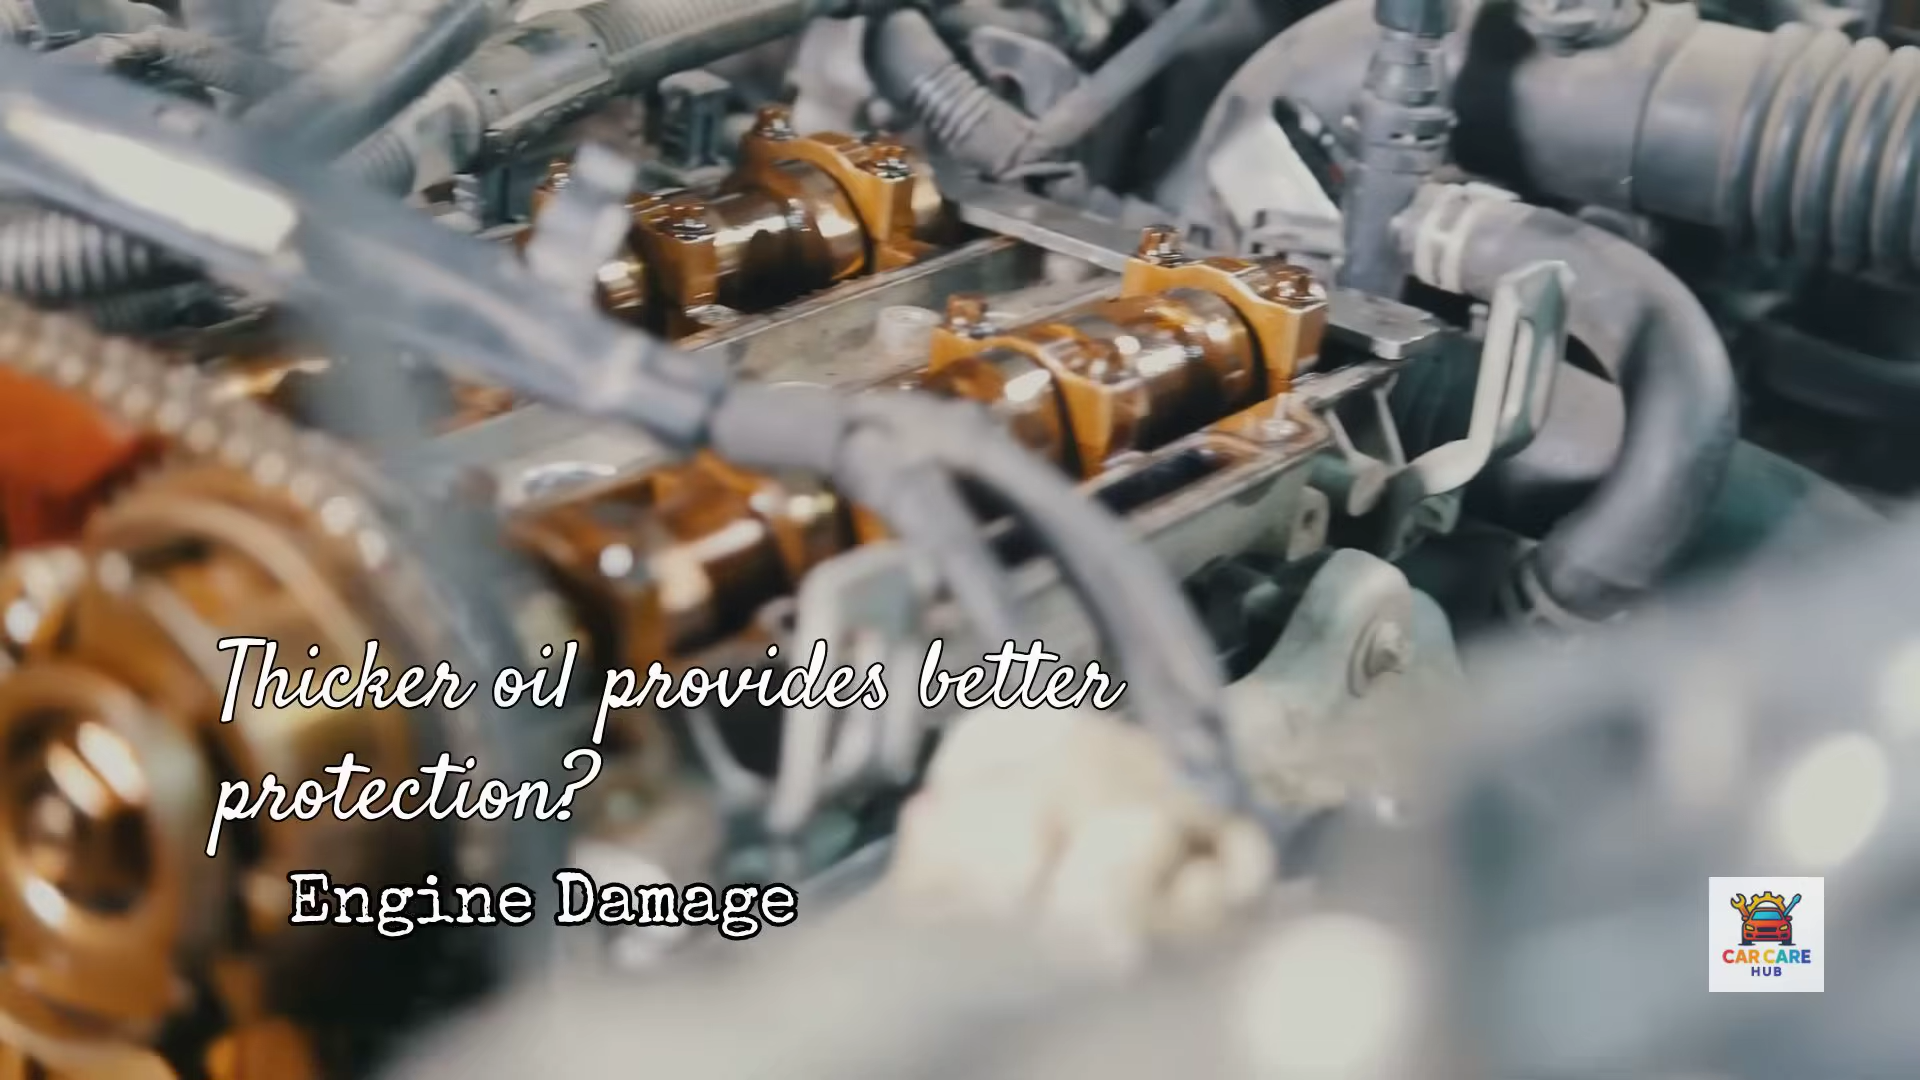 Thicker oil provides better
protection?
Engine Damage
CAR CARE
HUB